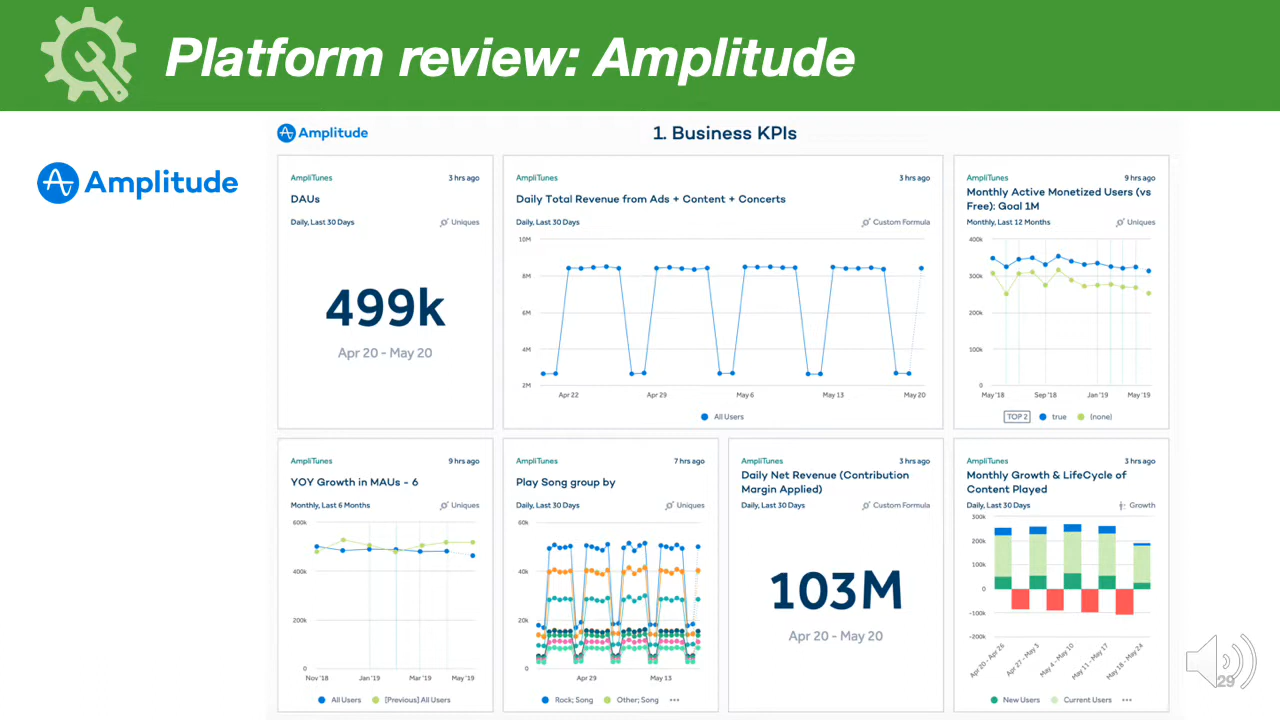 Platform review: Amplitude
Amplitude
Amplitude
1. Business KPIs
AmpliTunes 3 hrs ago
DAUs
Daily, Last 30 Days Uniques
499k
Apr 20 - May 20
AmpliTunes 3 hrs ago
Daily Total Revenue from Ads + Content + Concerts
Daily, Last 30 Days Custom Formula
10M
8M
6M
4M
2M
Apr 22 Apr 29 May 6 May 13 May 20
All Users
AmpliTunes 9 hrs ago
Monthly Active Monetized Users (vs
Free): Goal 1M
Monthly, Last 12 Months Uniques
400k
300k
200k
100k
0
May '18 Sep '18 Jan '19 May '19
TOP 2 true (none)
AmpliTunes 9 hrs ago
YOY Growth in MAUs - 6
Monthly, Last 6 Months Uniques
600k
400k
200k
0
Nov '18 Jan '19 Mar '19 May '19
All Users [Previous] All Users
AmpliTunes 7 hrs ago
Play Song group by
Daily, Last 30 Days Uniques
60k
40k
20k
0
Apr 29 May 13
Rock; Song Other; Song ...
AmpliTunes 3 hrs ago
Daily Net Revenue (Contribution
Margin Applied)
Daily, Last 30 Days Custom Formula
103M
Apr 20 - May 20
AmpliTunes 3 hrs ago
Monthly Growth & LifeCycle of
Content Played
Daily, Last 30 Days Growth
300k
200k
100k
0
-100k
-200k
Apr 20 - Apr 26 Apr 27 - May 3 May 4 - May 10 May 11 - May 17 May 18 - May 24
New Users Current Users ...
29